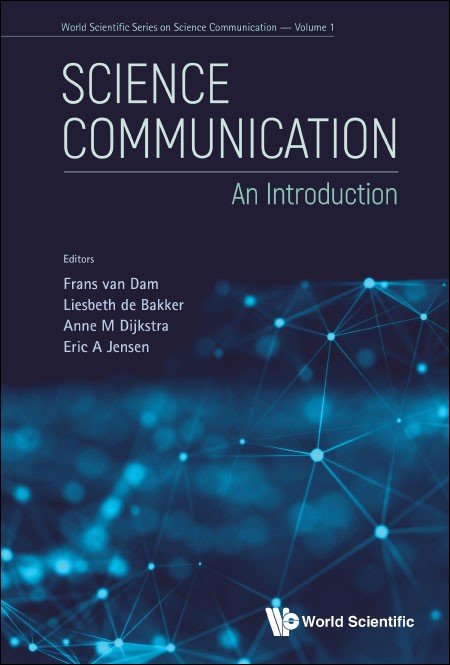 World Scientific Series on Science Communication — Volume 1
SCIENCE
COMMUNICATION
An Introduction
Editors
Frans van Dam
Liesbeth de Bakker
Anne M Dijkstra
Eric A Jensen
World Scientific